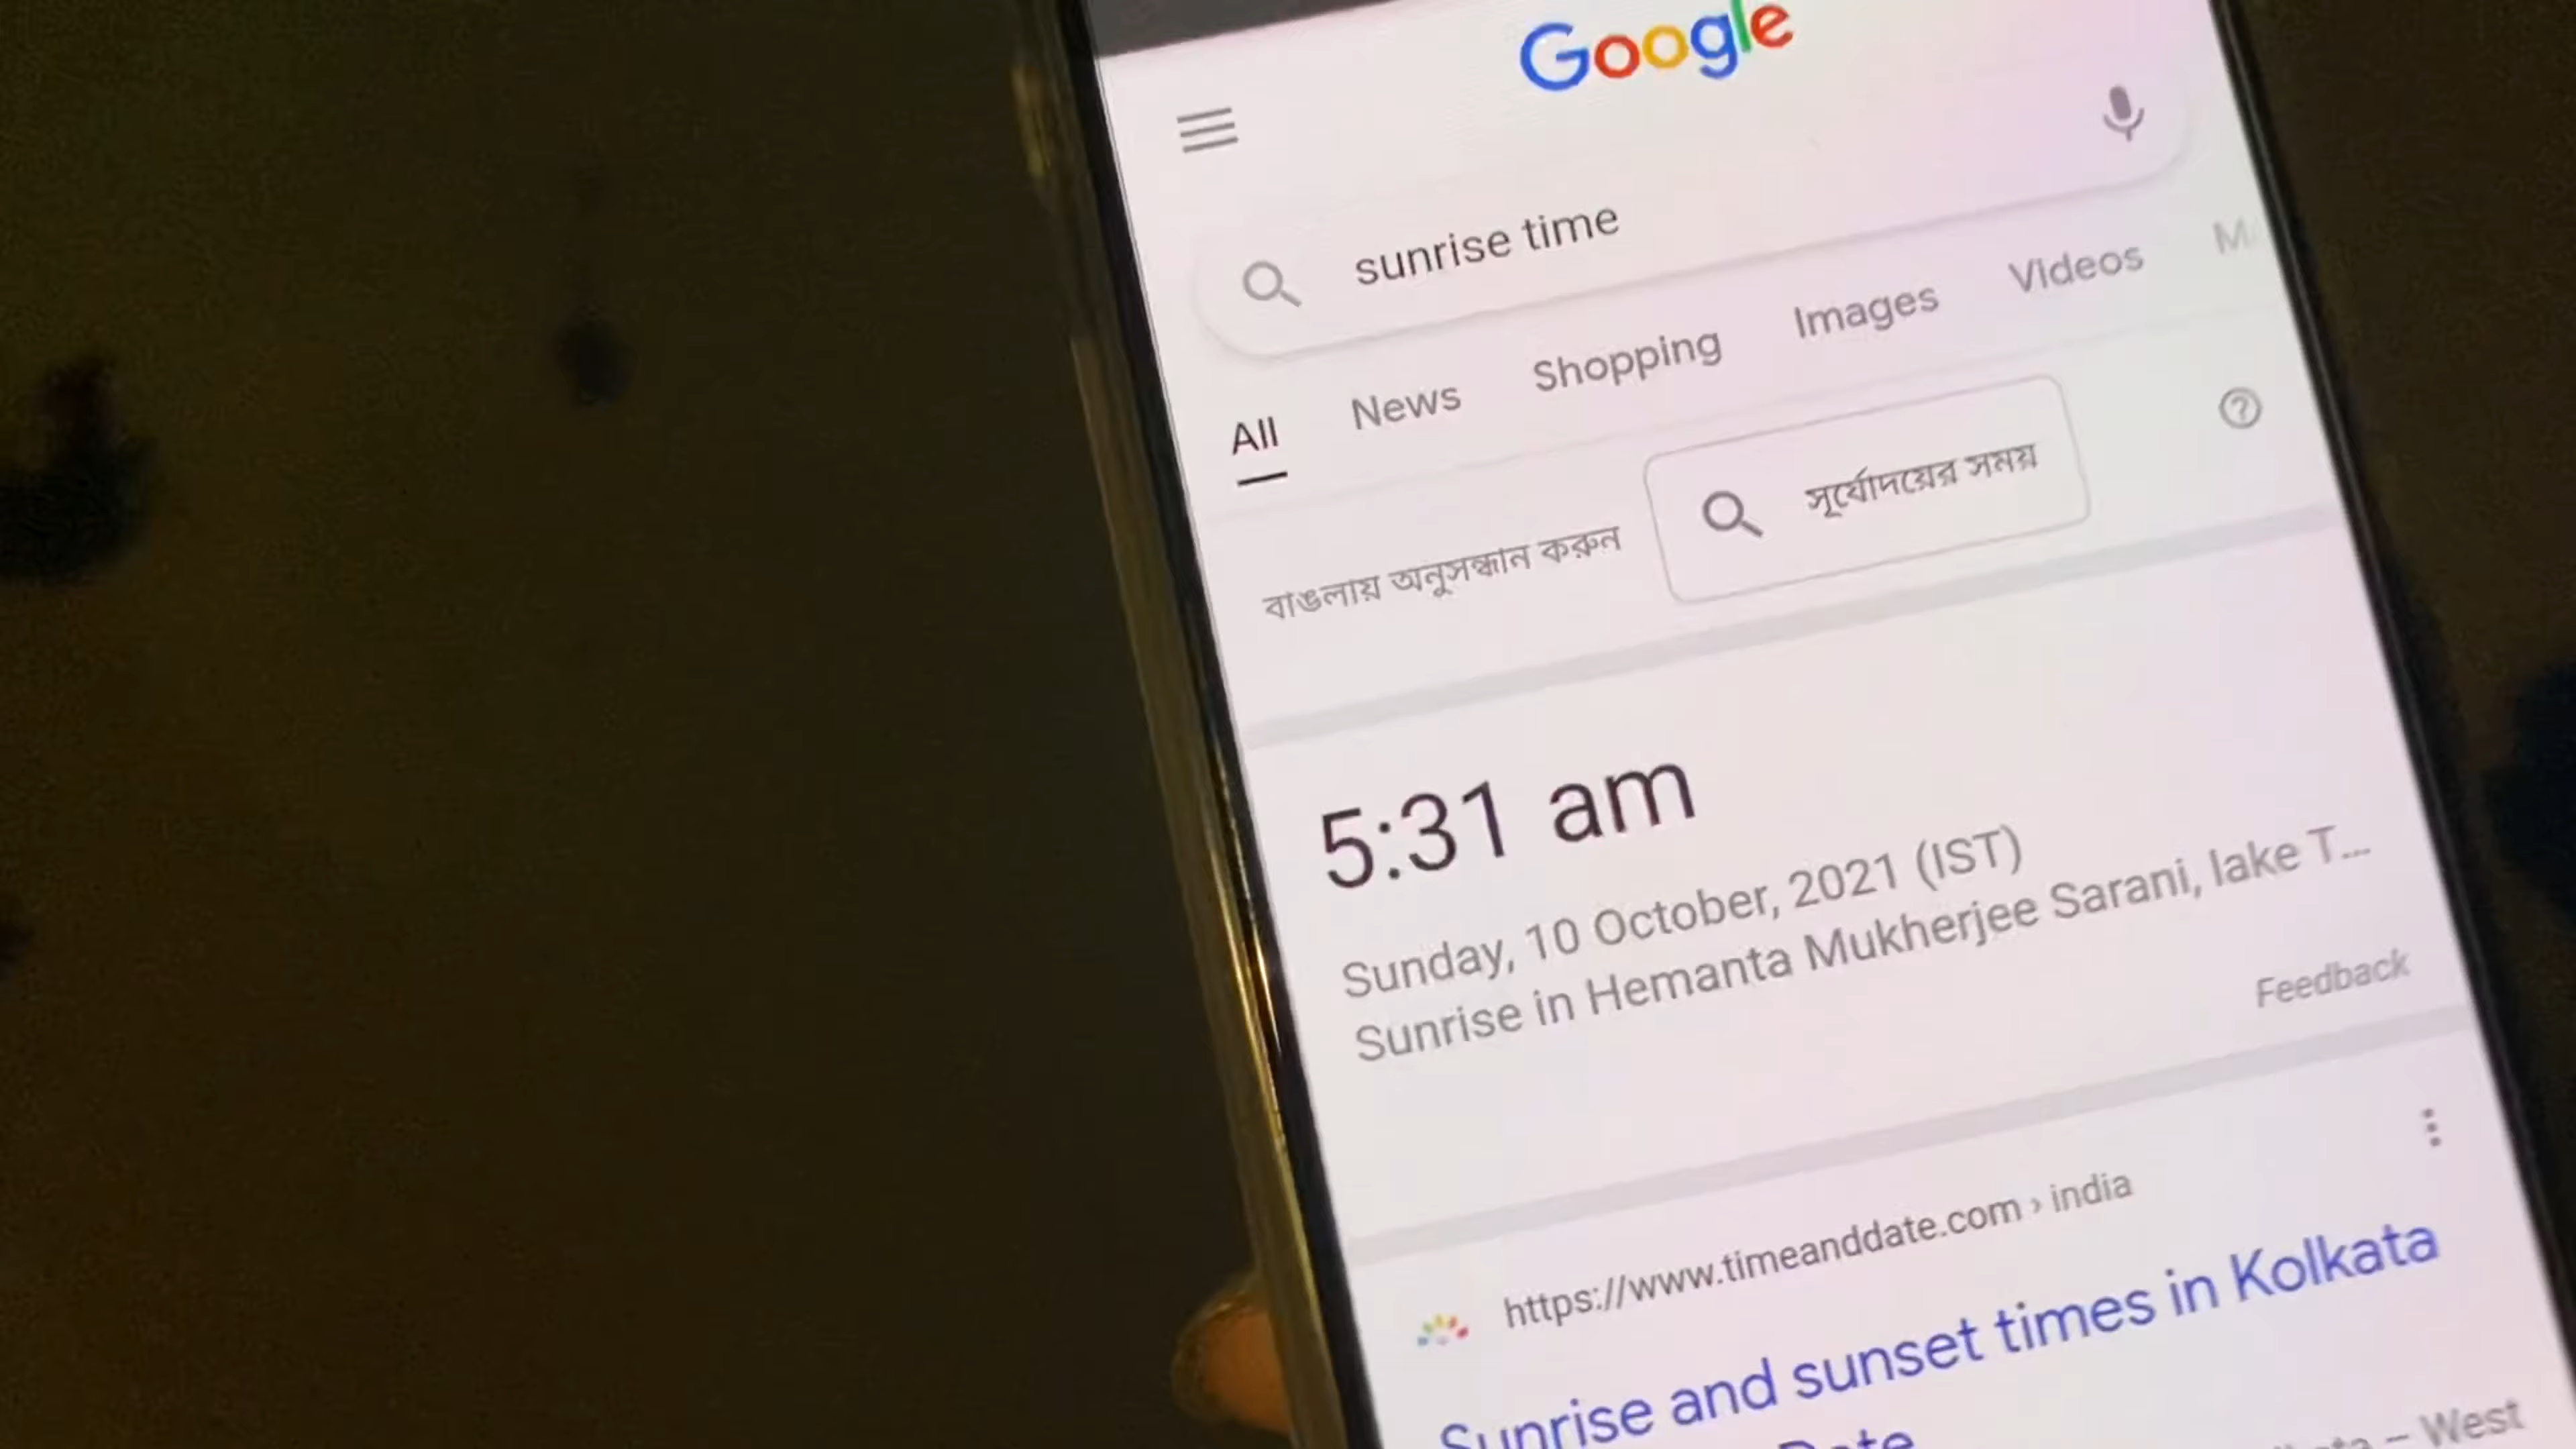 Google
sunrise time
All News Shopping Images Videos
বাঙলায় অনুসন্ধান করুন সূর্যোদয়ের সময়
5:31 am
Sunday, 10 October, 2021 (IST)
Sunrise in Hemanta Mukherjee Sarani, lake T...
Feedback
https://www.timeanddate.com › india
Sunrise and sunset times in Kolkata
– West